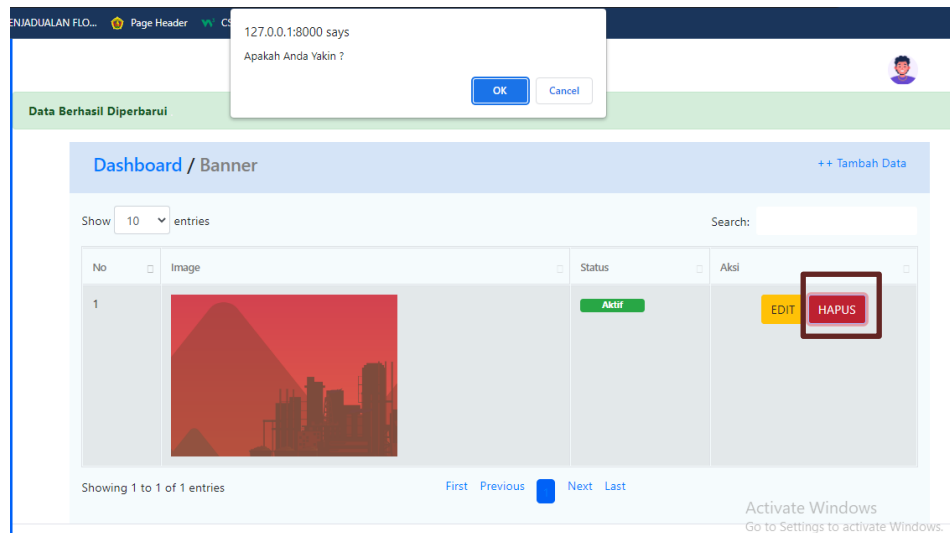 ENJADUALAN FLO... Page Header
127.0.0.1:8000 says
Apakah Anda Yakin ?
OK Cancel
Data Berhasil Diperbarui
Dashboard / Banner ++ Tambah Data
Show 10 entries Search:
No Image Status Aksi
1 Aktif EDIT HAPUS
Showing 1 to 1 of 1 entries First Previous Next Last
Activate Windows
Go to Settings to activate Windows.